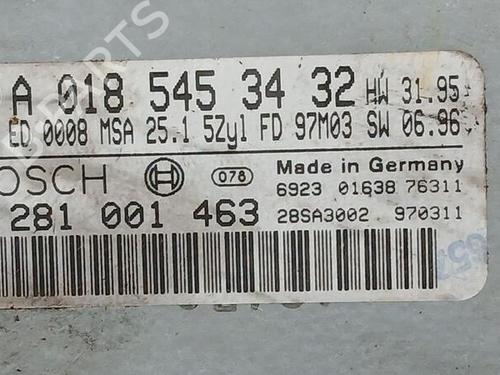 A 018 545 34 32 HW 31.95
ED 0008 MSA 25.1 5Zyl FD 97M03 SW 06.96
OSCH 078 Made in Germany
6923 01638 76311
281 001 463 28SA3002 970311
PARTS